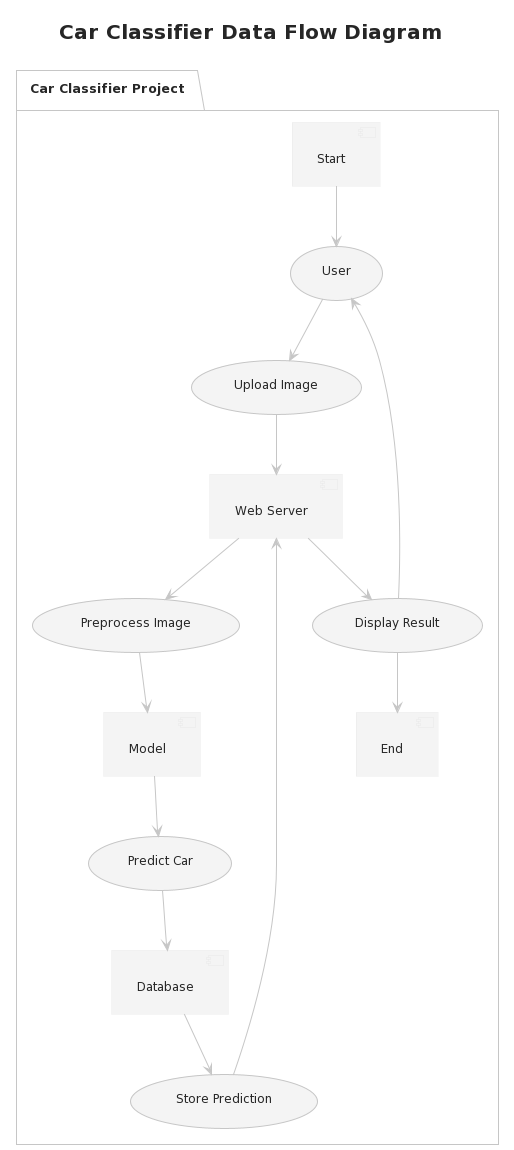 Car Classifier Data Flow Diagram
Car Classifier Project
Start
User
Upload Image
Web Server
Preprocess Image
Display Result
Model
End
Predict Car
Database
Store Prediction